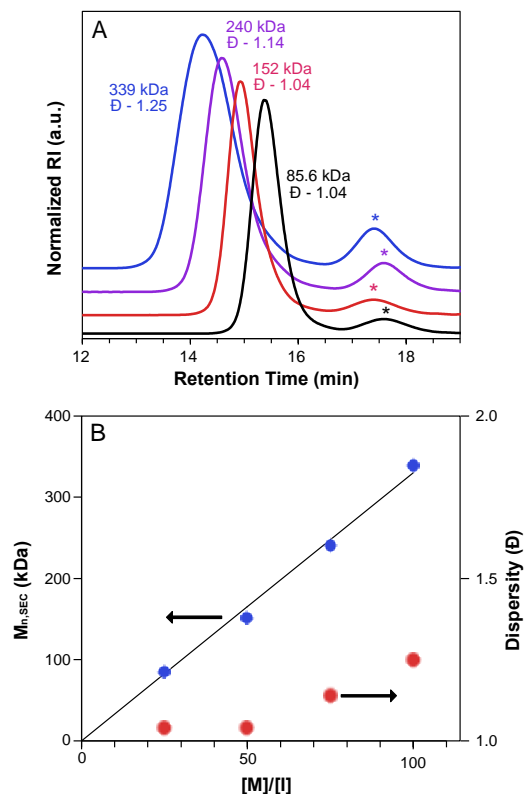 A
240 kDa
Đ - 1.14
152 kDa
Đ - 1.04
339 kDa
Đ - 1.25
85.6 kDa
Đ - 1.04
* * * *
Normalized RI (a.u.)
12 14 16 18
Retention Time (min)
B
400
300
200
100
0
Mn,SEC (kDa)
2.0
1.5
1.0
Dispersity (Đ)
0 50 100
[M]/[I]